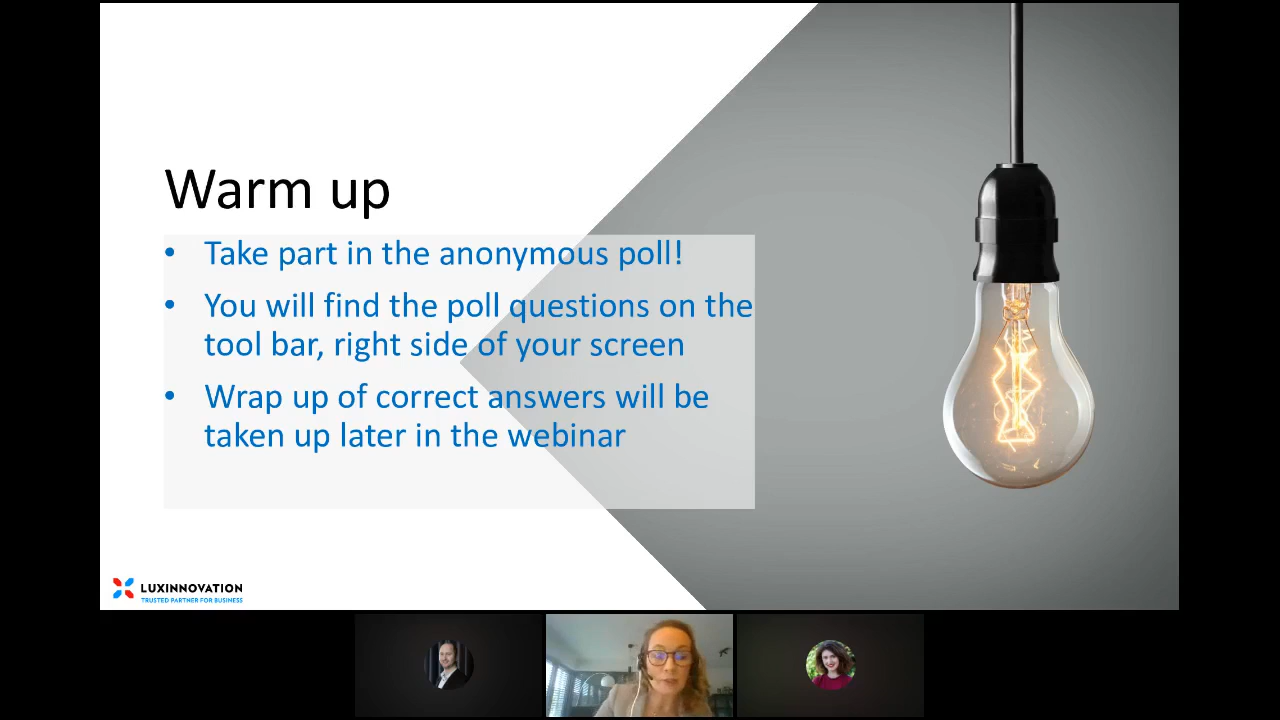 Warm up
• Take part in the anonymous poll!
• You will find the poll questions on the
tool bar, right side of your screen
• Wrap up of correct answers will be
taken up later in the webinar
LUXINNOVATION
TRUSTED PARTNER FOR BUSINESS